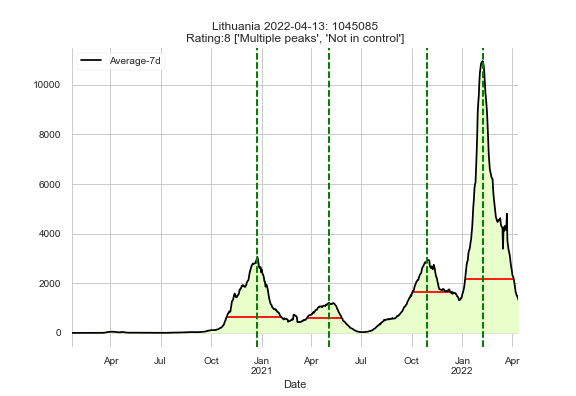 Lithuania 2022-04-13: 1045085
Rating:8 ['Multiple peaks', 'Not in control']
Average-7d
10000
8000
6000
4000
2000
0
Apr Jul Oct Jan Apr Jul Oct Jan Apr
2021 2022
Date